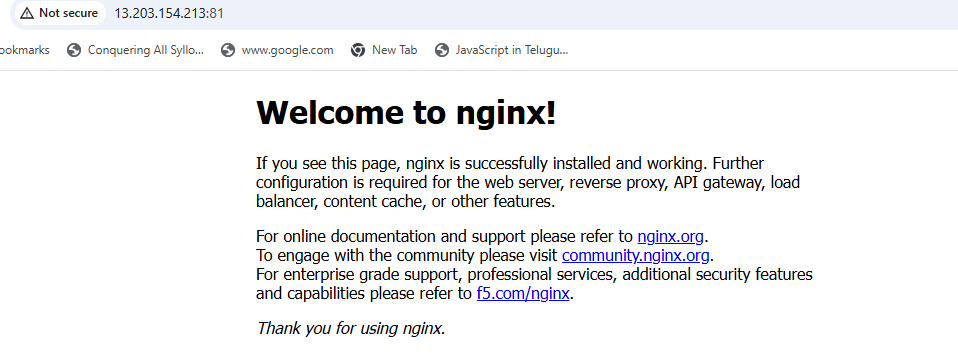 Not secure 13.203.154.213:81
ookmarks Conquering All Syllo... www.google.com New Tab JavaScript in Telugu...
Welcome to nginx!
If you see this page, nginx is successfully installed and working. Further
configuration is required for the web server, reverse proxy, API gateway, load
balancer, content cache, or other features.
For online documentation and support please refer to nginx.org.
To engage with the community please visit community.nginx.org.
For enterprise grade support, professional services, additional security features
and capabilities please refer to f5.com/nginx.
Thank you for using nginx.